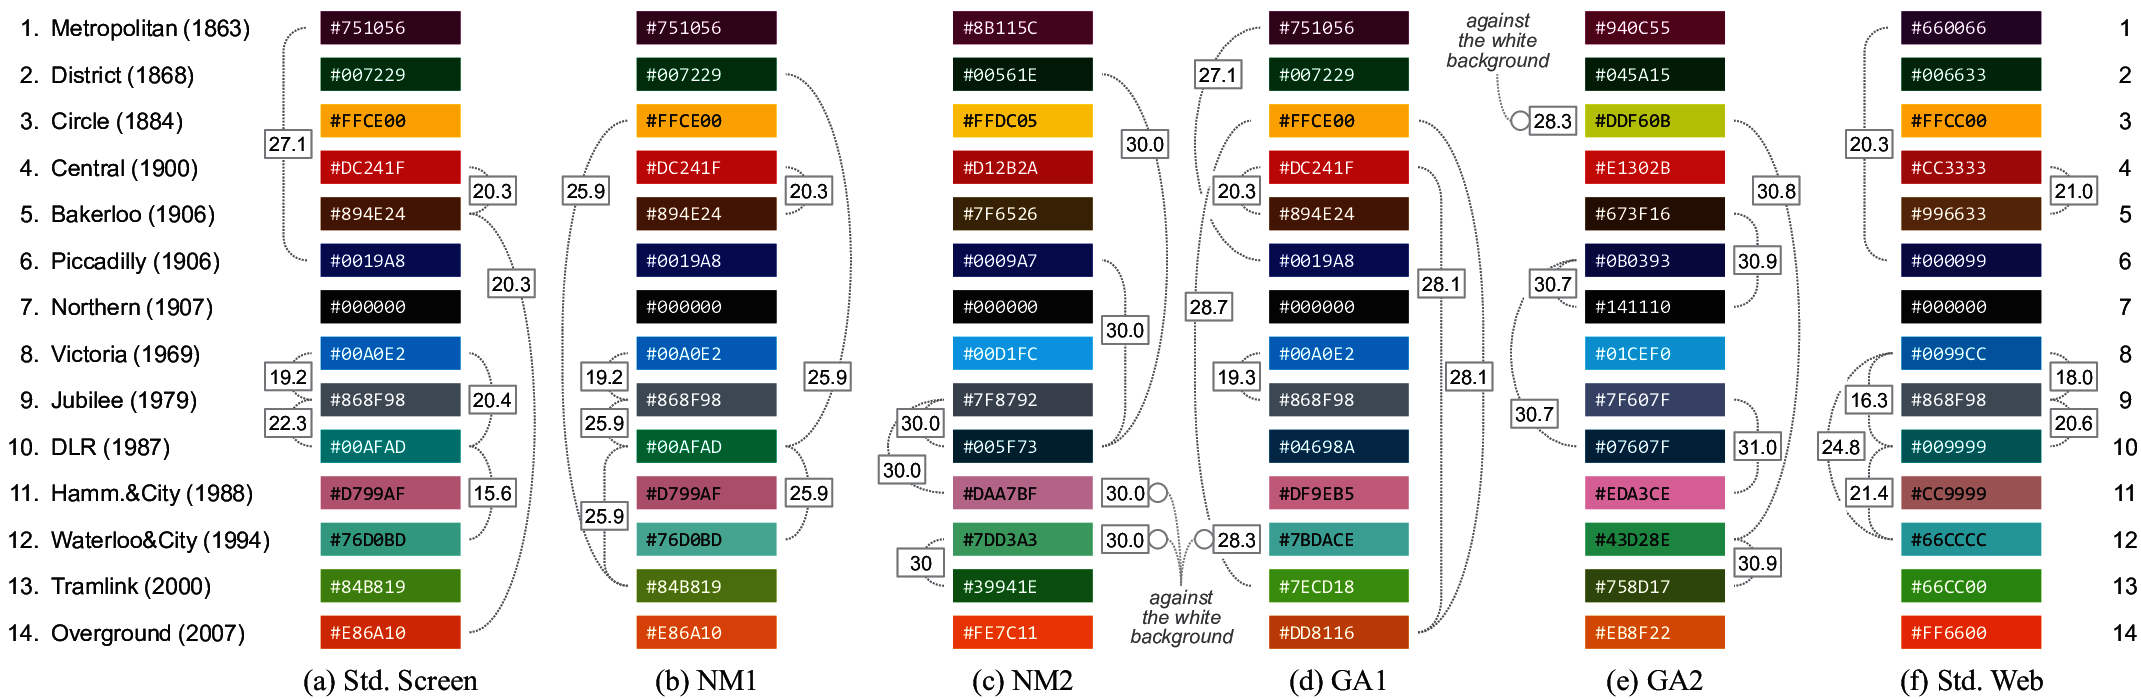 1. Metropolitan (1863) #751056 #751056 #8B115C #751056 #940C55 #660066 1
against
the white
background
2. District (1868) #007229 #007229 #00561E 27.1 #007229 #045A15 #006633 2
3. Circle (1884) #FFCE00 #FFCE00 #FFDC05 #FFCE00 28.3 #DDF60B #FFCC00 3
27.1 30.0 20.3
4. Central (1900) #DC241F #DC241F #D12B2A #DC241F #E1302B #CC3333 4
20.3 25.9 20.3 20.3 30.8 21.0
5. Bakerloo (1906) #894E24 #894E24 #7F6526 #894E24 #673F16 #996633 5
6. Piccadilly (1906) #0019A8 #0019A8 #0009A7 #0019A8 #0B0393 30.9 #000099 6
20.3 28.1 30.7
7. Northern (1907) #000000 #000000 #000000 28.7 #000000 #141110 #000000 7
30.0
8. Victoria (1969) #00A0E2 #00A0E2 #00D1FC #00A0E2 #01CEF0 #0099CC 8
19.2 19.2 25.9 19.3 28.1 18.0
9. Jubilee (1979) #868F98 20.4 #868F98 #7F8792 #868F98 #7F607F 16.3 #868F98 9
22.3 25.9 30.0 30.7 20.6
10. DLR (1987) #00AFAD #00AFAD #005F73 #04698A #07607F 31.0 24.8 #009999 10
30.0
11. Hamm.&City (1988) #D799AF 15.6 #D799AF 25.9 #DAA7BF 30.0 #DF9EB5 #EDA3CE 21.4 #CC9999 11
25.9
12. Waterloo&City (1994) #76D0BD #76D0BD #7DD3A3 30.0 28.3 #7BDACE #43D28E #66CCCC 12
30 30.9
13. Tramlink (2000) #84B819 #84B819 #39941E #7ECD18 #758D17 #66CC00 13
against
the white
background
14. Overground (2007) #E86A10 #E86A10 #FE7C11 #DD8116 #EB8F22 #FF6600 14
(a) Std. Screen (b) NM1 (c) NM2 (d) GA1 (e) GA2 (f) Std. Web